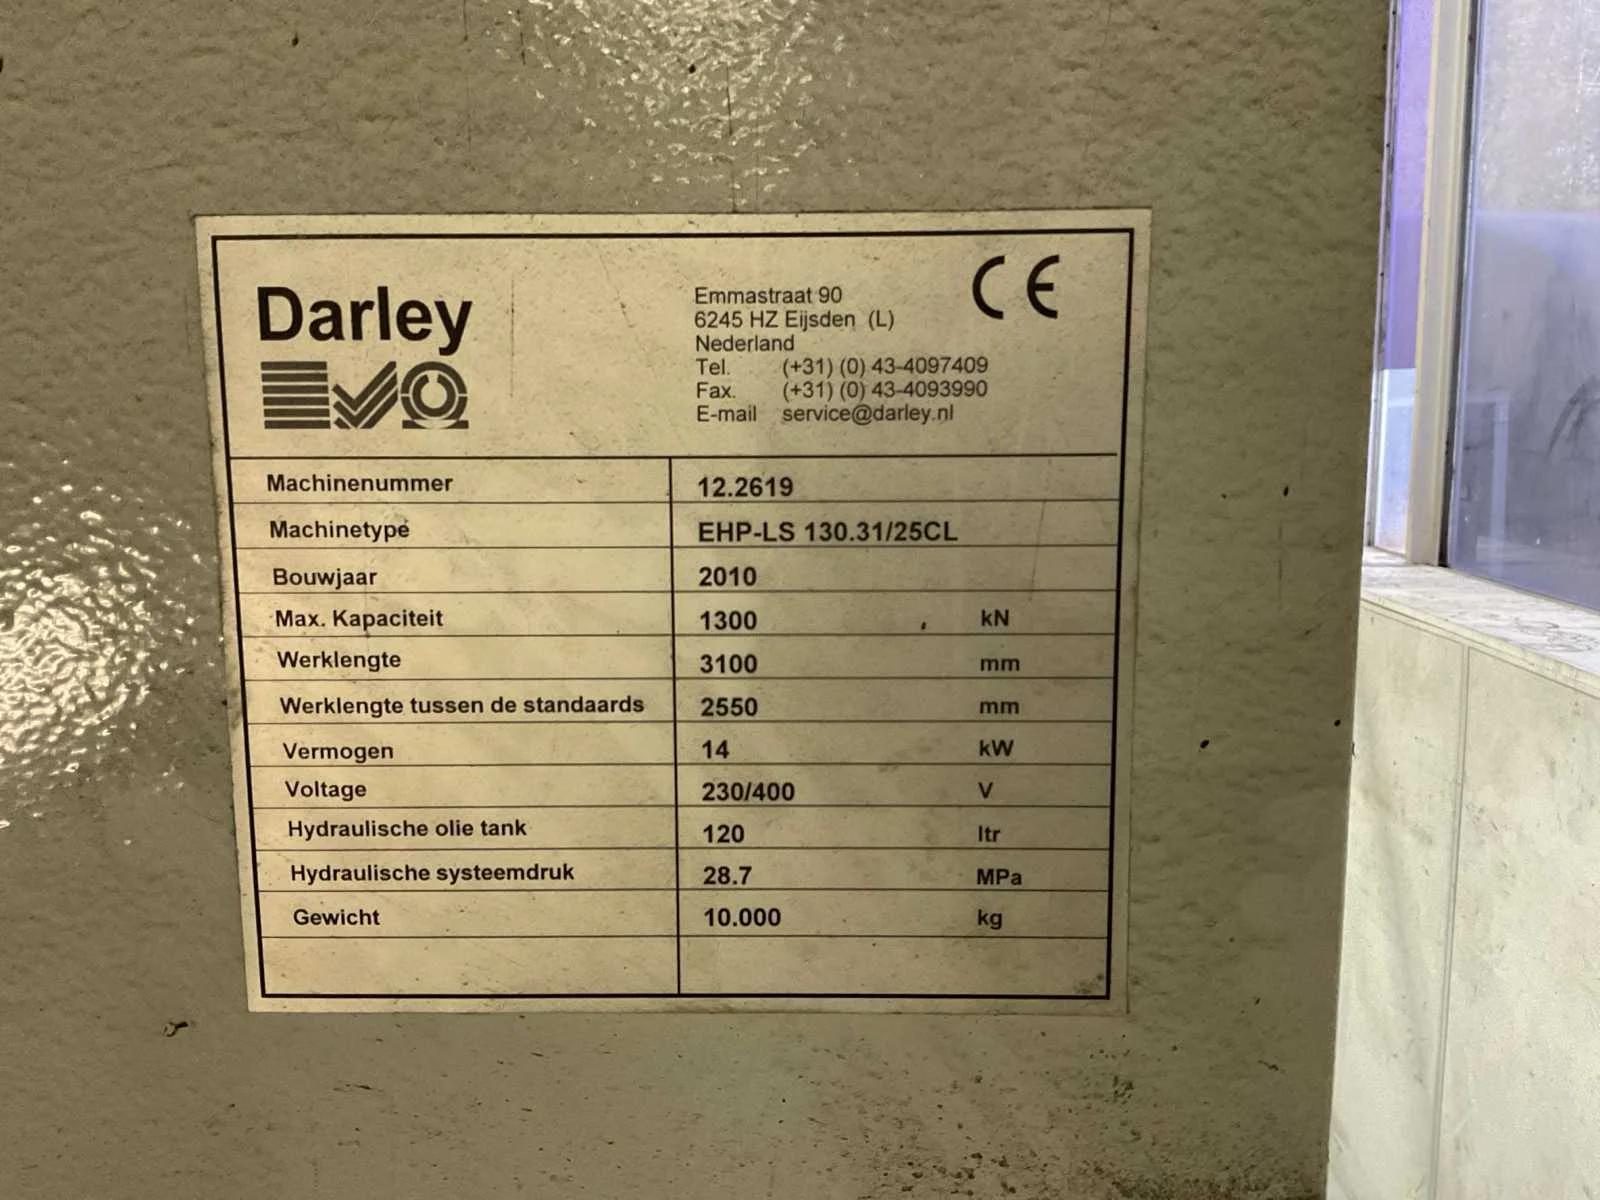 Darley
EVO
Emmastraat 90
6245 HZ Eijsden (L)
Nederland
Tel. (+31) (0) 43-4097409
Fax. (+31) (0) 43-4093990
E-mail service@darley.nl
CE
Machinenummer 12.2619
Machinetype EHP-LS 130.31/25CL
Bouwjaar 2010
Max. Kapaciteit 1300 kN
Werklengte 3100 mm
Werklengte tussen de standaards 2550 mm
Vermogen 14 kW
Voltage 230/400 V
Hydraulische olie tank 120 ltr
Hydraulische systeemdruk 28.7 MPa
Gewicht 10.000 kg